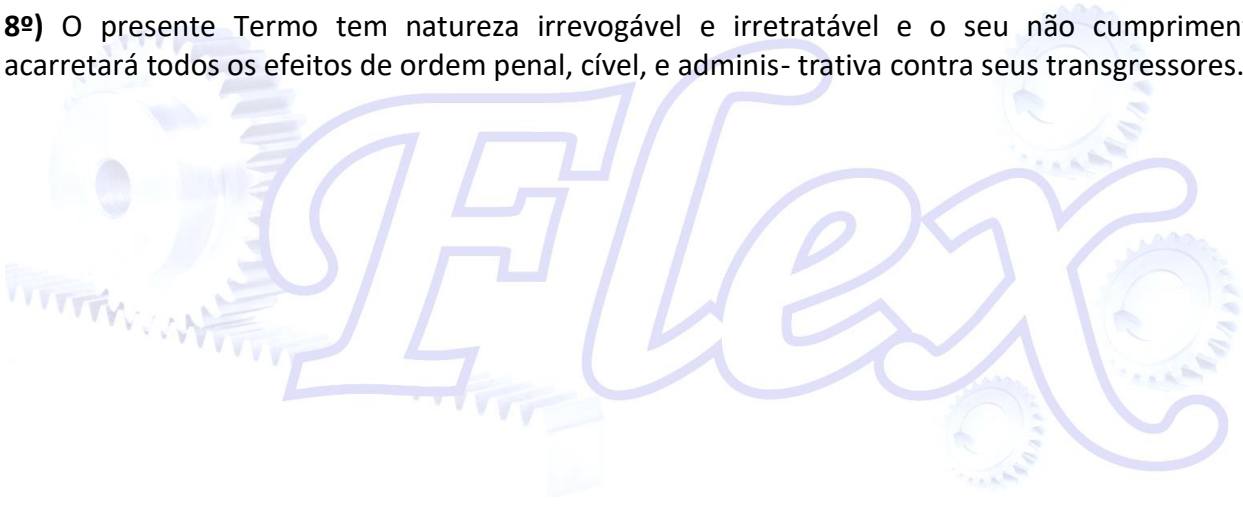 8º) O presente Termo tem natureza irrevogável e irretratável e o seu não cumprimen
acarretará todos os efeitos de ordem penal, cível, e adminis- trativa contra seus transgressores.
Flex